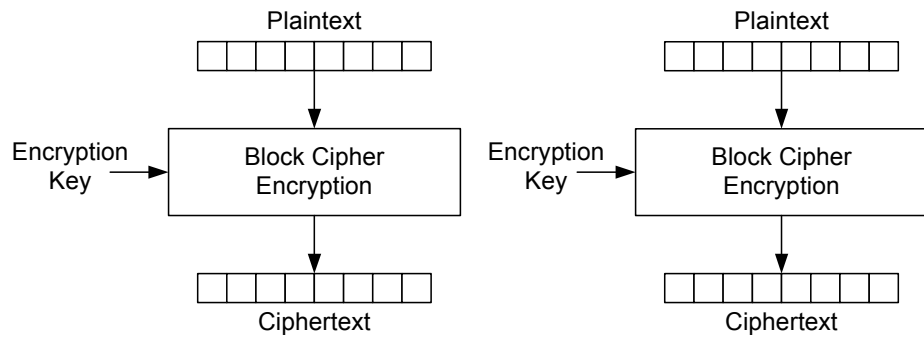 Plaintext
Plaintext
Encryption
Key
Block Cipher
Encryption
Encryption
Key
Block Cipher
Encryption
Ciphertext
Ciphertext